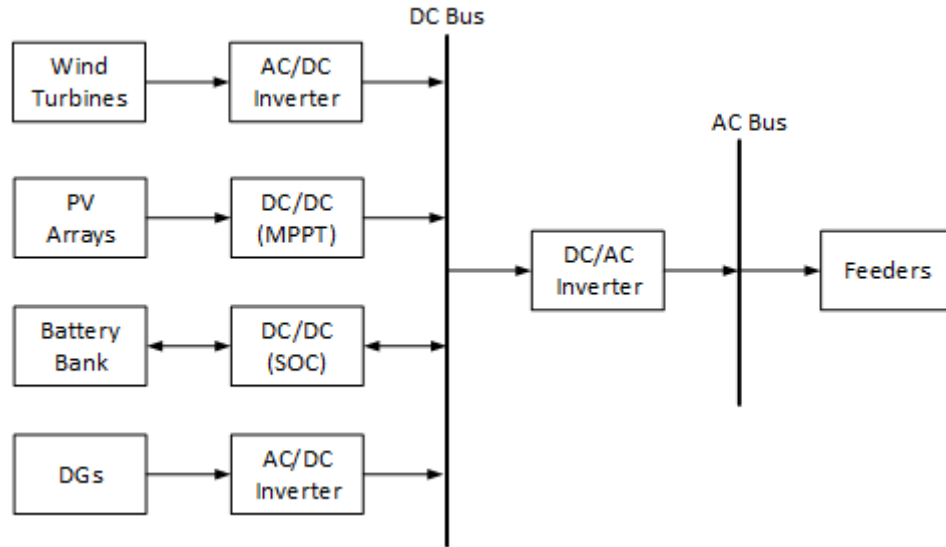 DC Bus
Wind
Turbines
AC/DC
Inverter
AC Bus
PV
Arrays
DC/DC
(MPPT)
DC/AC
Inverter
Feeders
Battery
Bank
DC/DC
(SOC)
DGs
AC/DC
Inverter